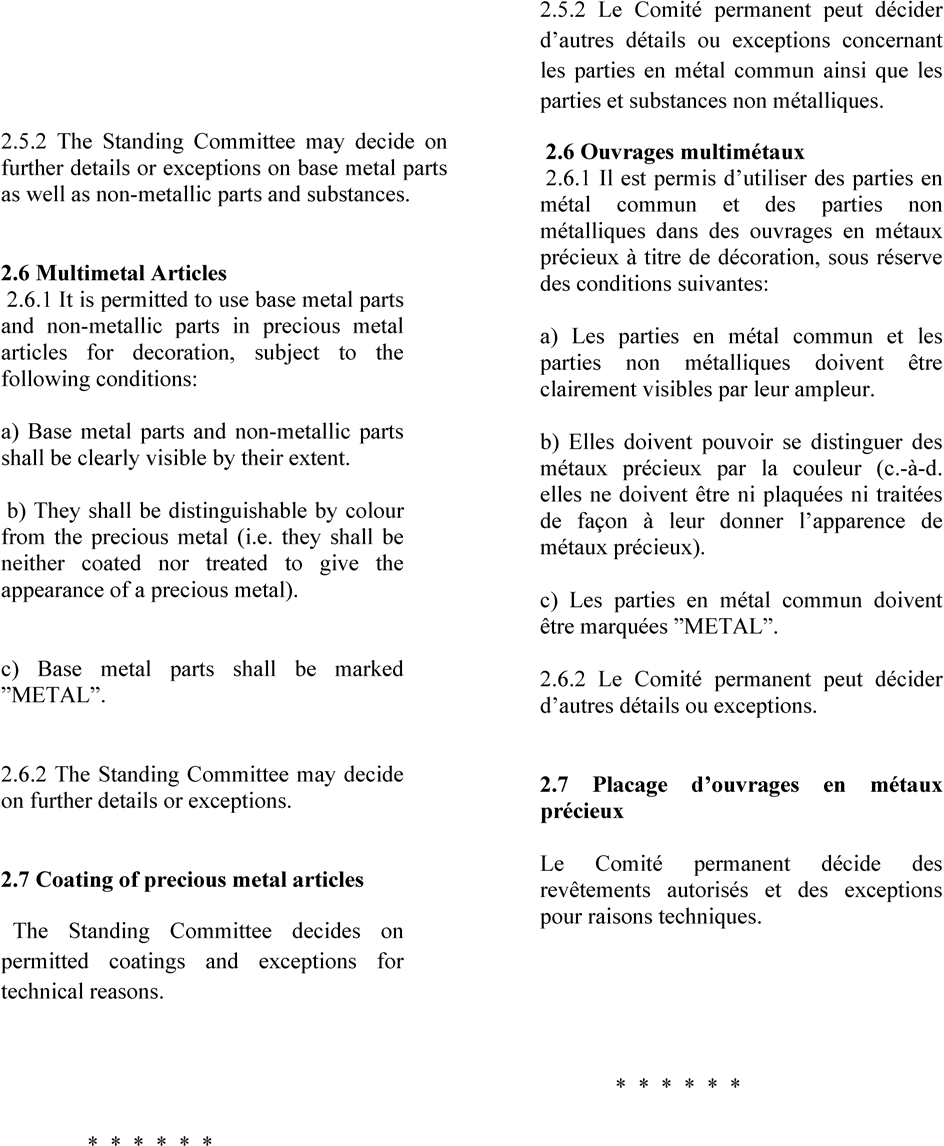 2.5.2 The Standing Committee may decide on
further details or exceptions on base metal parts
as well as non-metallic parts and substances.
2.6 Multimetal Articles
2.6.1 It is permitted to use base metal parts
and non-metallic parts in precious metal
articles for decoration, subject to the
following conditions:
a) Base metal parts and non-metallic parts
shall be clearly visible by their extent.
b) They shall be distinguishable by colour
from the precious metal (i.e. they shall be
neither coated nor treated to give the
appearance of a precious metal).
c) Base metal parts shall be marked
”METAL”.
2.6.2 The Standing Committee may decide
on further details or exceptions.
2.7 Coating of precious metal articles
The Standing Committee decides on
permitted coatings and exceptions for
technical reasons.
* * * * * *
2.5.2 Le Comité permanent peut décider
d’autres détails ou exceptions concernant
les parties en métal commun ainsi que les
parties et substances non métalliques.
2.6 Ouvrages multimétaux
2.6.1 Il est permis d’utiliser des parties en
métal commun et des parties non
métalliques dans des ouvrages en métaux
précieux à titre de décoration, sous réserve
des conditions suivantes:
a) Les parties en métal commun et les
parties non métalliques doivent être
clairement visibles par leur ampleur.
b) Elles doivent pouvoir se distinguer des
métaux précieux par la couleur (c.-à-d.
elles ne doivent être ni plaquées ni traitées
de façon à leur donner l’apparence de
métaux précieux).
c) Les parties en métal commun doivent
être marquées ”METAL”.
2.6.2 Le Comité permanent peut décider
d’autres détails ou exceptions.
2.7 Placage d’ouvrages en métaux
précieux
Le Comité permanent décide des
revêtements autorisés et des exceptions
pour raisons techniques.
* * * * * *